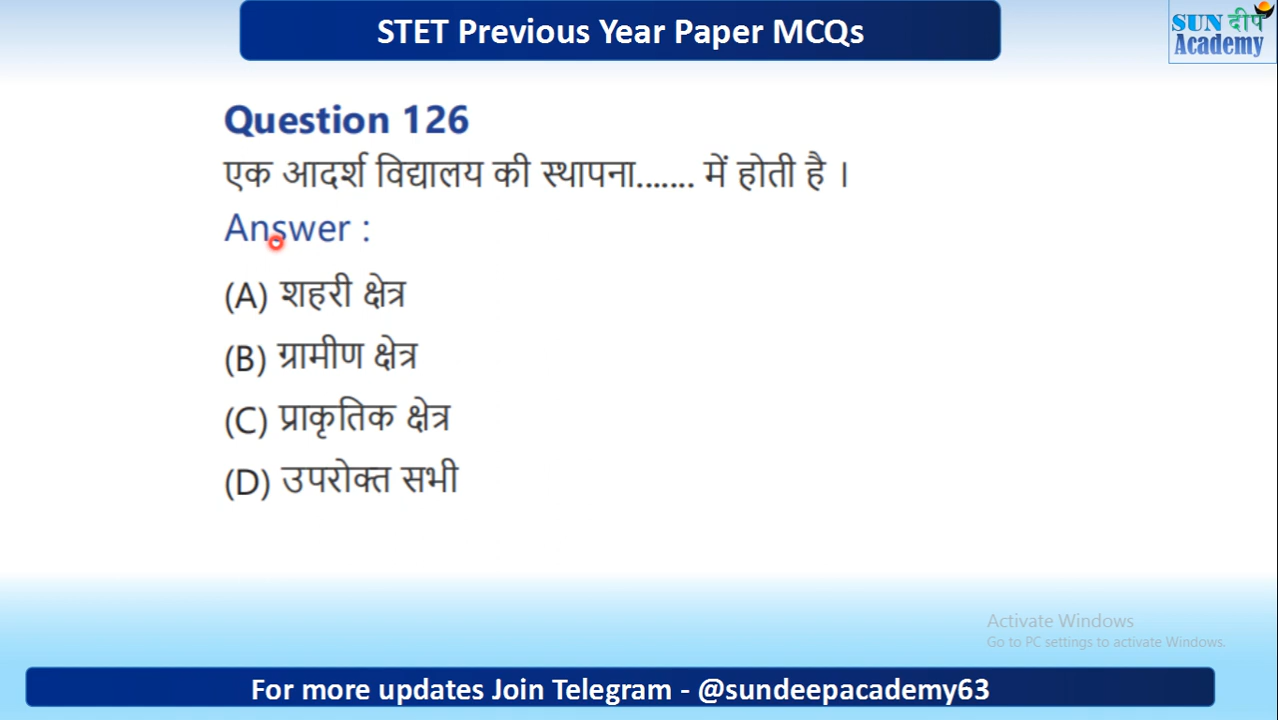 STET Previous Year Paper MCQs
SUN दीप
Academy
Question 126
एक आदर्श विद्यालय की स्थापना....... में होती है ।
Answer :
(A) शहरी क्षेत्र
(B) ग्रामीण क्षेत्र
(C) प्राकृतिक क्षेत्र
(D) उपरोक्त सभी
Activate Windows
Go to PC settings to activate Windows.
For more updates Join Telegram - @sundeepacademy63